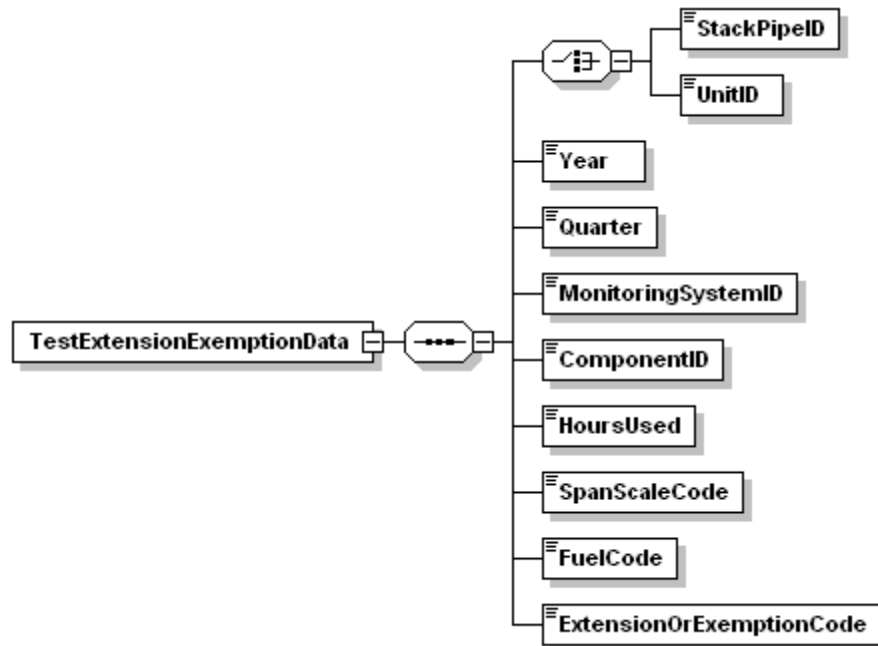 StackPipeID
UnitID
Year
Quarter
MonitoringSystemID
TestExtensionExemptionData
ComponentID
HoursUsed
SpanScaleCode
FuelCode
ExtensionOrExemptionCode